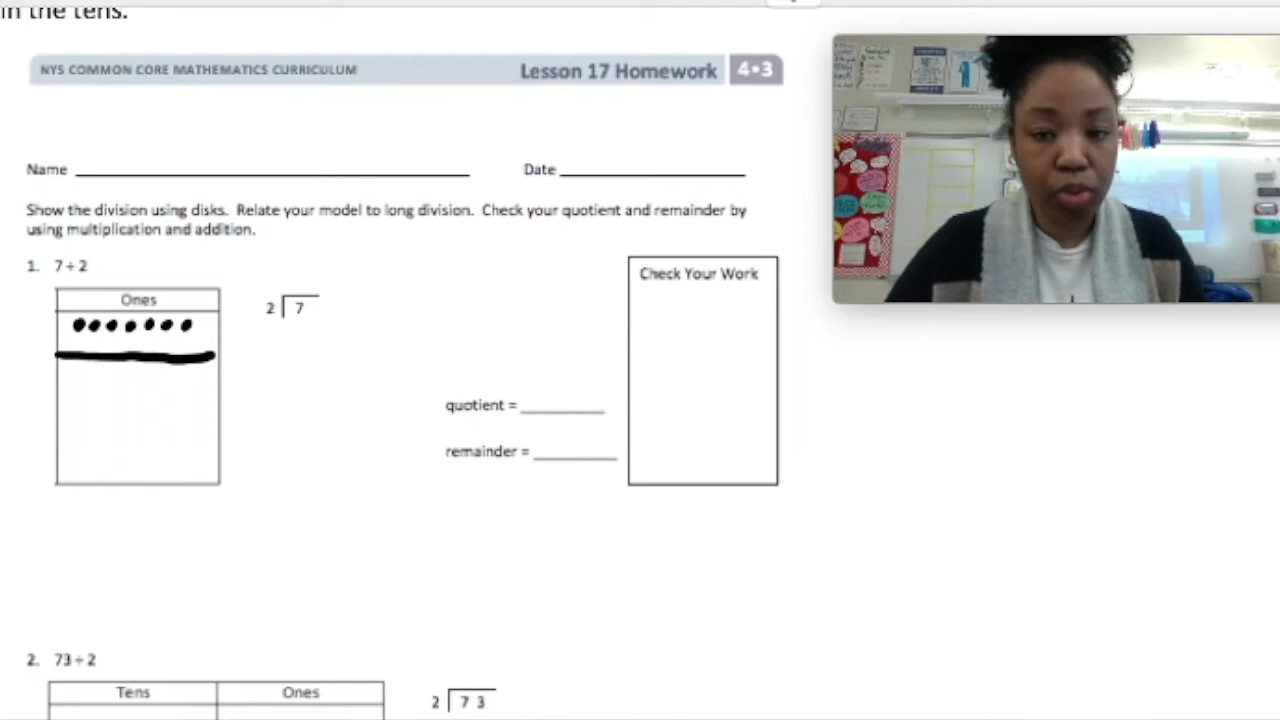 in the tens.
NYS COMMON CORE MATHEMATICS CURRICULUM
Lesson 17 Homework 4•3
Name
Date
Show the division using disks. Relate your model to long division. Check your quotient and remainder by
using multiplication and addition.
1. 7 ÷ 2
Ones
2 7
Check Your Work
quotient =
remainder =
2. 73 ÷ 2
Tens Ones
2 7 3